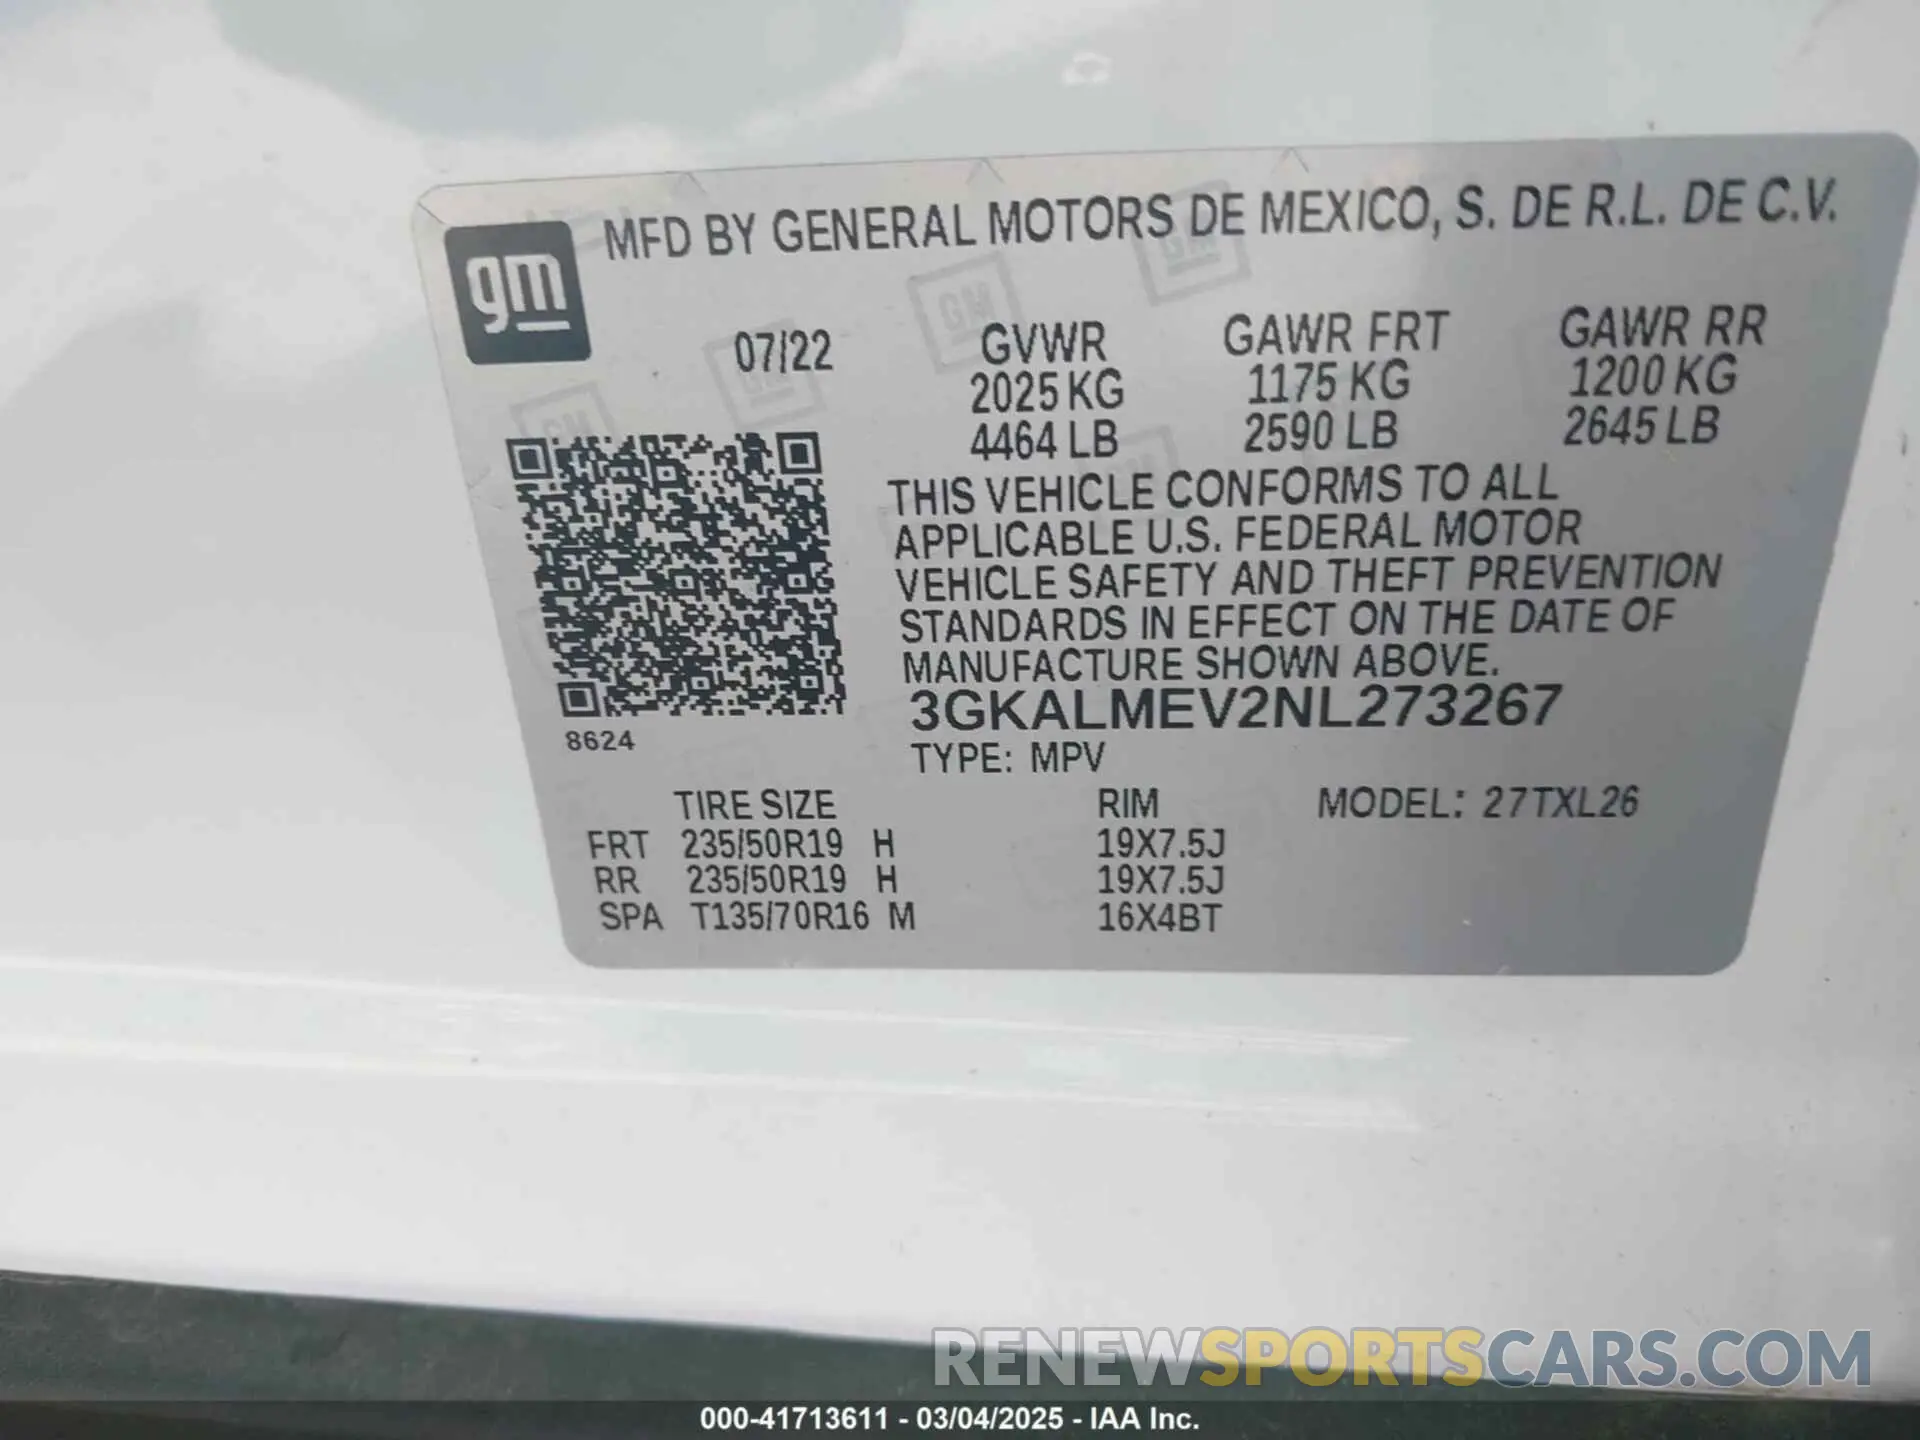 gm
MFD BY GENERAL MOTORS DE MEXICO, S. DE R.L. DE C.V.
07/22 GVWR GAWR FRT GAWR RR
2025 KG 1175 KG 1200 KG
4464 LB 2590 LB 2645 LB
THIS VEHICLE CONFORMS TO ALL
APPLICABLE U.S. FEDERAL MOTOR
VEHICLE SAFETY AND THEFT PREVENTION
STANDARDS IN EFFECT ON THE DATE OF
MANUFACTURE SHOWN ABOVE.
3GKALMEV2NL273267
8624
TYPE: MPV
TIRE SIZE RIM MODEL: 27TXL26
FRT 235/50R19 H 19X7.5J
RR 235/50R19 H 19X7.5J
SPA T135/70R16 M 16X4BT
RENEWSPORTSCARS.COM
000-41713611 - 03/04/2025 - IAA Inc.